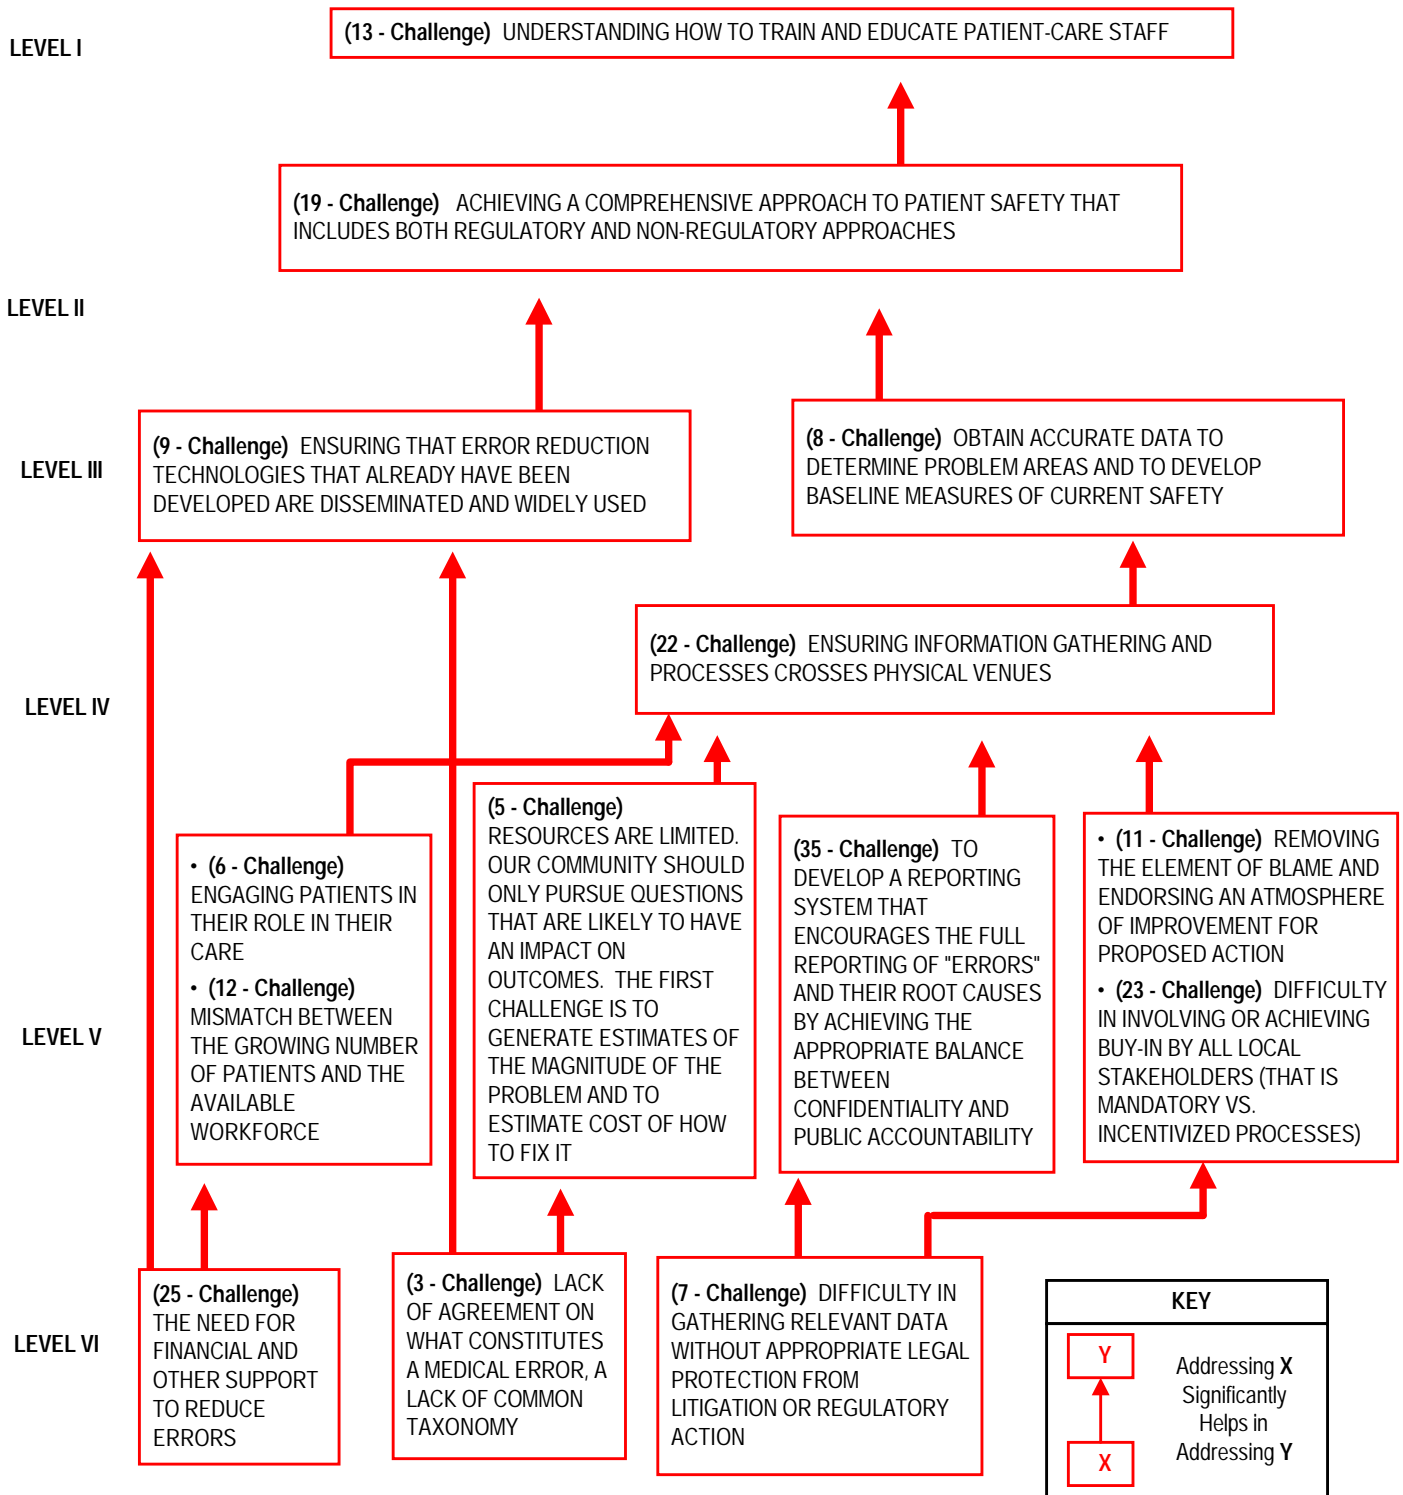 LEVEL I
(13 - Challenge) UNDERSTANDING HOW TO TRAIN AND EDUCATE PATIENT-CARE STAFF
(19 - Challenge) ACHIEVING A COMPREHENSIVE APPROACH TO PATIENT SAFETY THAT
INCLUDES BOTH REGULATORY AND NON-REGULATORY APPROACHES
LEVEL II
LEVEL III
(9 - Challenge) ENSURING THAT ERROR REDUCTION
TECHNOLOGIES THAT ALREADY HAVE BEEN
DEVELOPED ARE DISSEMINATED AND WIDELY USED
(8 - Challenge) OBTAIN ACCURATE DATA TO
DETERMINE PROBLEM AREAS AND TO DEVELOP
BASELINE MEASURES OF CURRENT SAFETY
(22 - Challenge) ENSURING INFORMATION GATHERING AND
PROCESSES CROSSES PHYSICAL VENUES
LEVEL IV
LEVEL V
• (6 - Challenge)
ENGAGING PATIENTS IN
THEIR ROLE IN THEIR
CARE
• (12 - Challenge)
MISMATCH BETWEEN
THE GROWING NUMBER
OF PATIENTS AND THE
AVAILABLE
WORKFORCE
(5 - Challenge)
RESOURCES ARE LIMITED.
OUR COMMUNITY SHOULD
ONLY PURSUE QUESTIONS
THAT ARE LIKELY TO HAVE
AN IMPACT ON
OUTCOMES. THE FIRST
CHALLENGE IS TO
GENERATE ESTIMATES OF
THE MAGNITUDE OF THE
PROBLEM AND TO
ESTIMATE COST OF HOW
TO FIX IT
(35 - Challenge) TO
DEVELOP A REPORTING
SYSTEM THAT
ENCOURAGES THE FULL
REPORTING OF "ERRORS"
AND THEIR ROOT CAUSES
BY ACHIEVING THE
APPROPRIATE BALANCE
BETWEEN
CONFIDENTIALITY AND
PUBLIC ACCOUNTABILITY
• (11 - Challenge) REMOVING
THE ELEMENT OF BLAME AND
ENDORSING AN ATMOSPHERE
OF IMPROVEMENT FOR
PROPOSED ACTION
• (23 - Challenge) DIFFICULTY
IN INVOLVING OR ACHIEVING
BUY-IN BY ALL LOCAL
STAKEHOLDERS (THAT IS
MANDATORY VS.
INCENTIVIZED PROCESSES)
LEVEL VI
(25 - Challenge)
THE NEED FOR
FINANCIAL AND
OTHER SUPPORT
TO REDUCE
ERRORS
(3 - Challenge) LACK
OF AGREEMENT ON
WHAT CONSTITUTES
A MEDICAL ERROR, A
LACK OF COMMON
TAXONOMY
(7 - Challenge) DIFFICULTY IN
GATHERING RELEVANT DATA
WITHOUT APPROPRIATE LEGAL
PROTECTION FROM
LITIGATION OR REGULATORY
ACTION
KEY
Y
X
Addressing X
Significantly
Helps in
Addressing Y